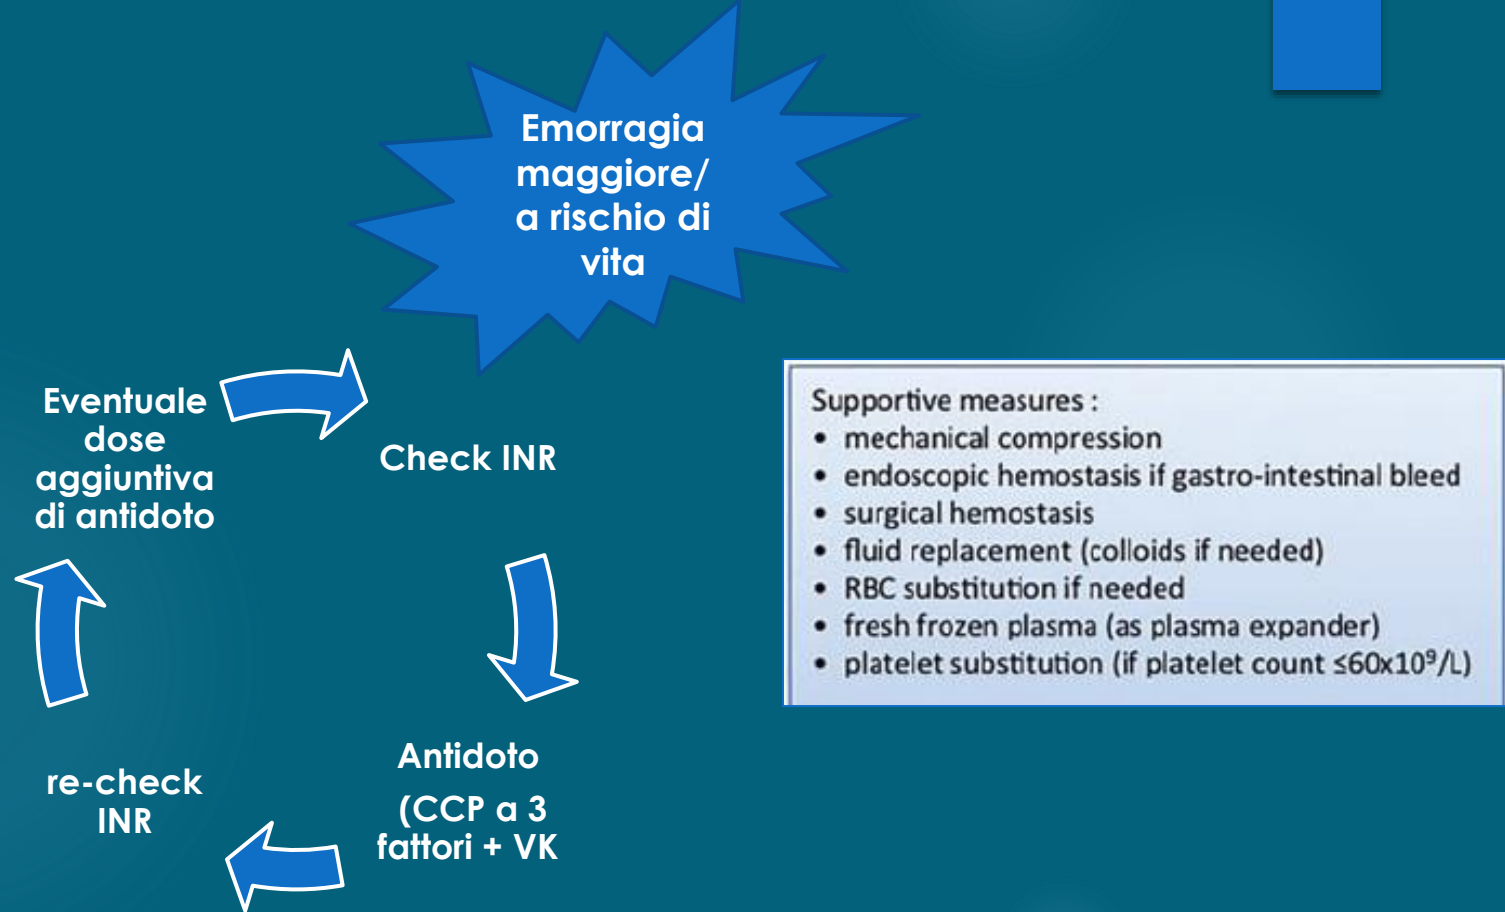 Emorragia
maggiore/
a rischio di
vita
Eventuale
dose
aggiuntiva
di antidoto
Check INR
Antidoto
(CCP a 3
fattori + VK
re-check
INR
Supportive measures :
• mechanical compression
• endoscopic hemostasis if gastro-intestinal bleed
• surgical hemostasis
• fluid replacement (colloids if needed)
• RBC substitution if needed
• fresh frozen plasma (as plasma expander)
• platelet substitution (if platelet count ≤60x10⁹/L)